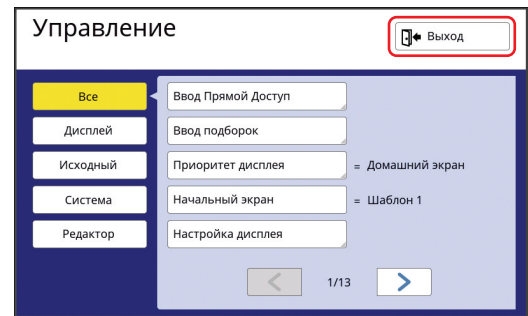 Управление
Выход
Все
Ввод Прямой Доступ
Дисплей
Ввод подборок
Исходный
Приоритет дисплея = Домашний экран
Система
Начальный экран = Шаблон 1
Редактор
Настройка дисплея
< 1/13 >